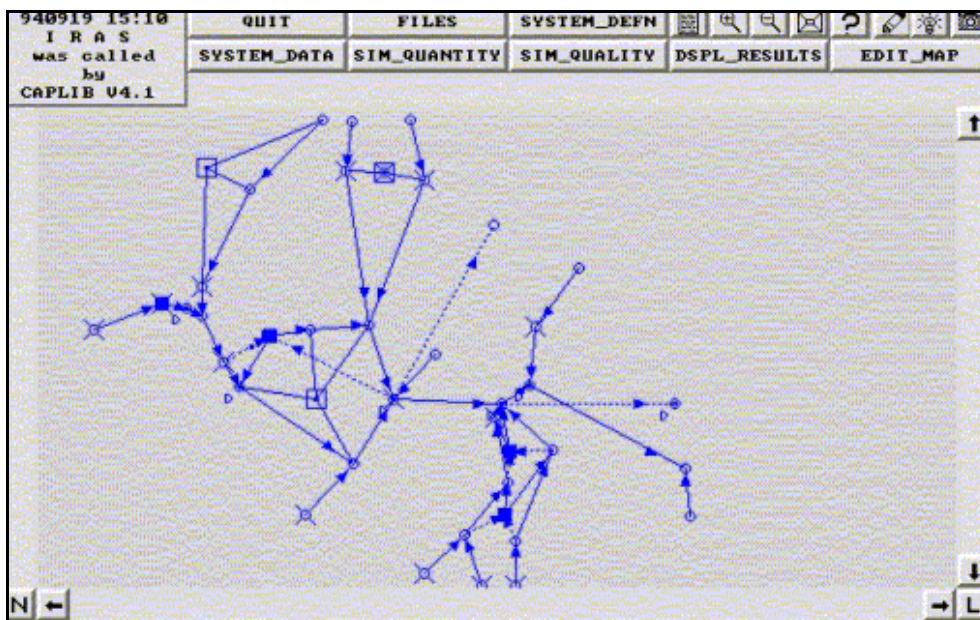 940919 15:10
I R A S
was called
by
CAPLIB V4.1
QUIT
FILES
SYSTEM_DEFN
?
SYSTEM_DATA
SIM_QUANTITY
SIM_QUALITY
DSPL_RESULTS
EDIT_MAP
D
D
D
D
D
N
L